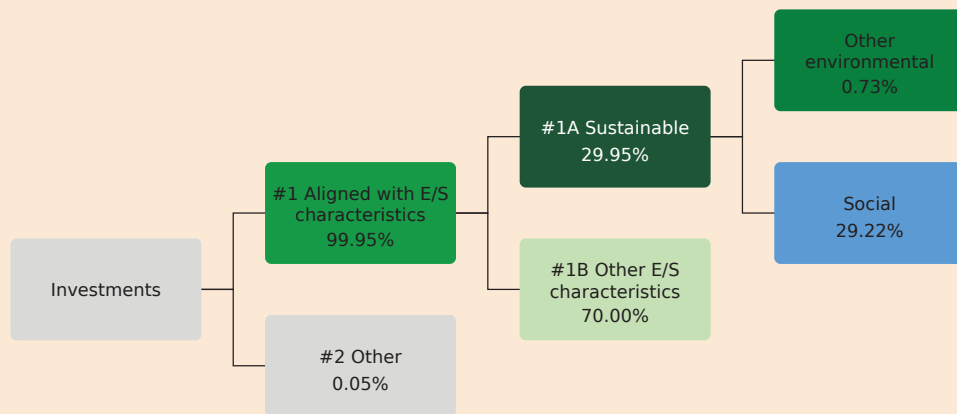 Other
environmental
0.73%
#1A Sustainable
29.95%
#1 Aligned with E/S
characteristics
99.95%
Social
29.22%
Investments
#1B Other E/S
characteristics
70.00%
#2 Other
0.05%